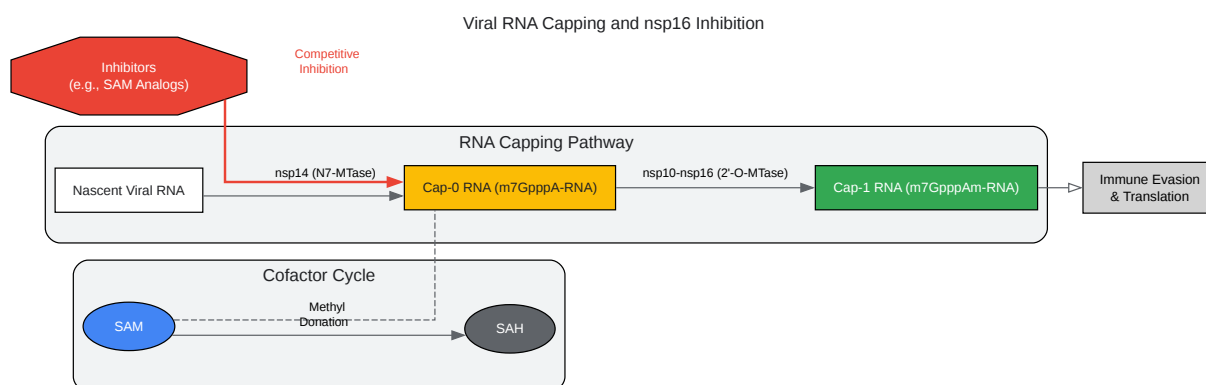 Viral RNA Capping and nsp16 Inhibition
Inhibitors
(e.g., SAM Analogs)
Competitive
Inhibition
RNA Capping Pathway
Nascent Viral RNA
nsp14 (N7-MTase)
Cap-0 RNA (m7GpppA-RNA)
nsp10-nsp16 (2'-O-MTase)
Cap-1 RNA (m7GpppAm-RNA)
Immune Evasion
& Translation
Cofactor Cycle
SAM
Methyl
Donation
SAH